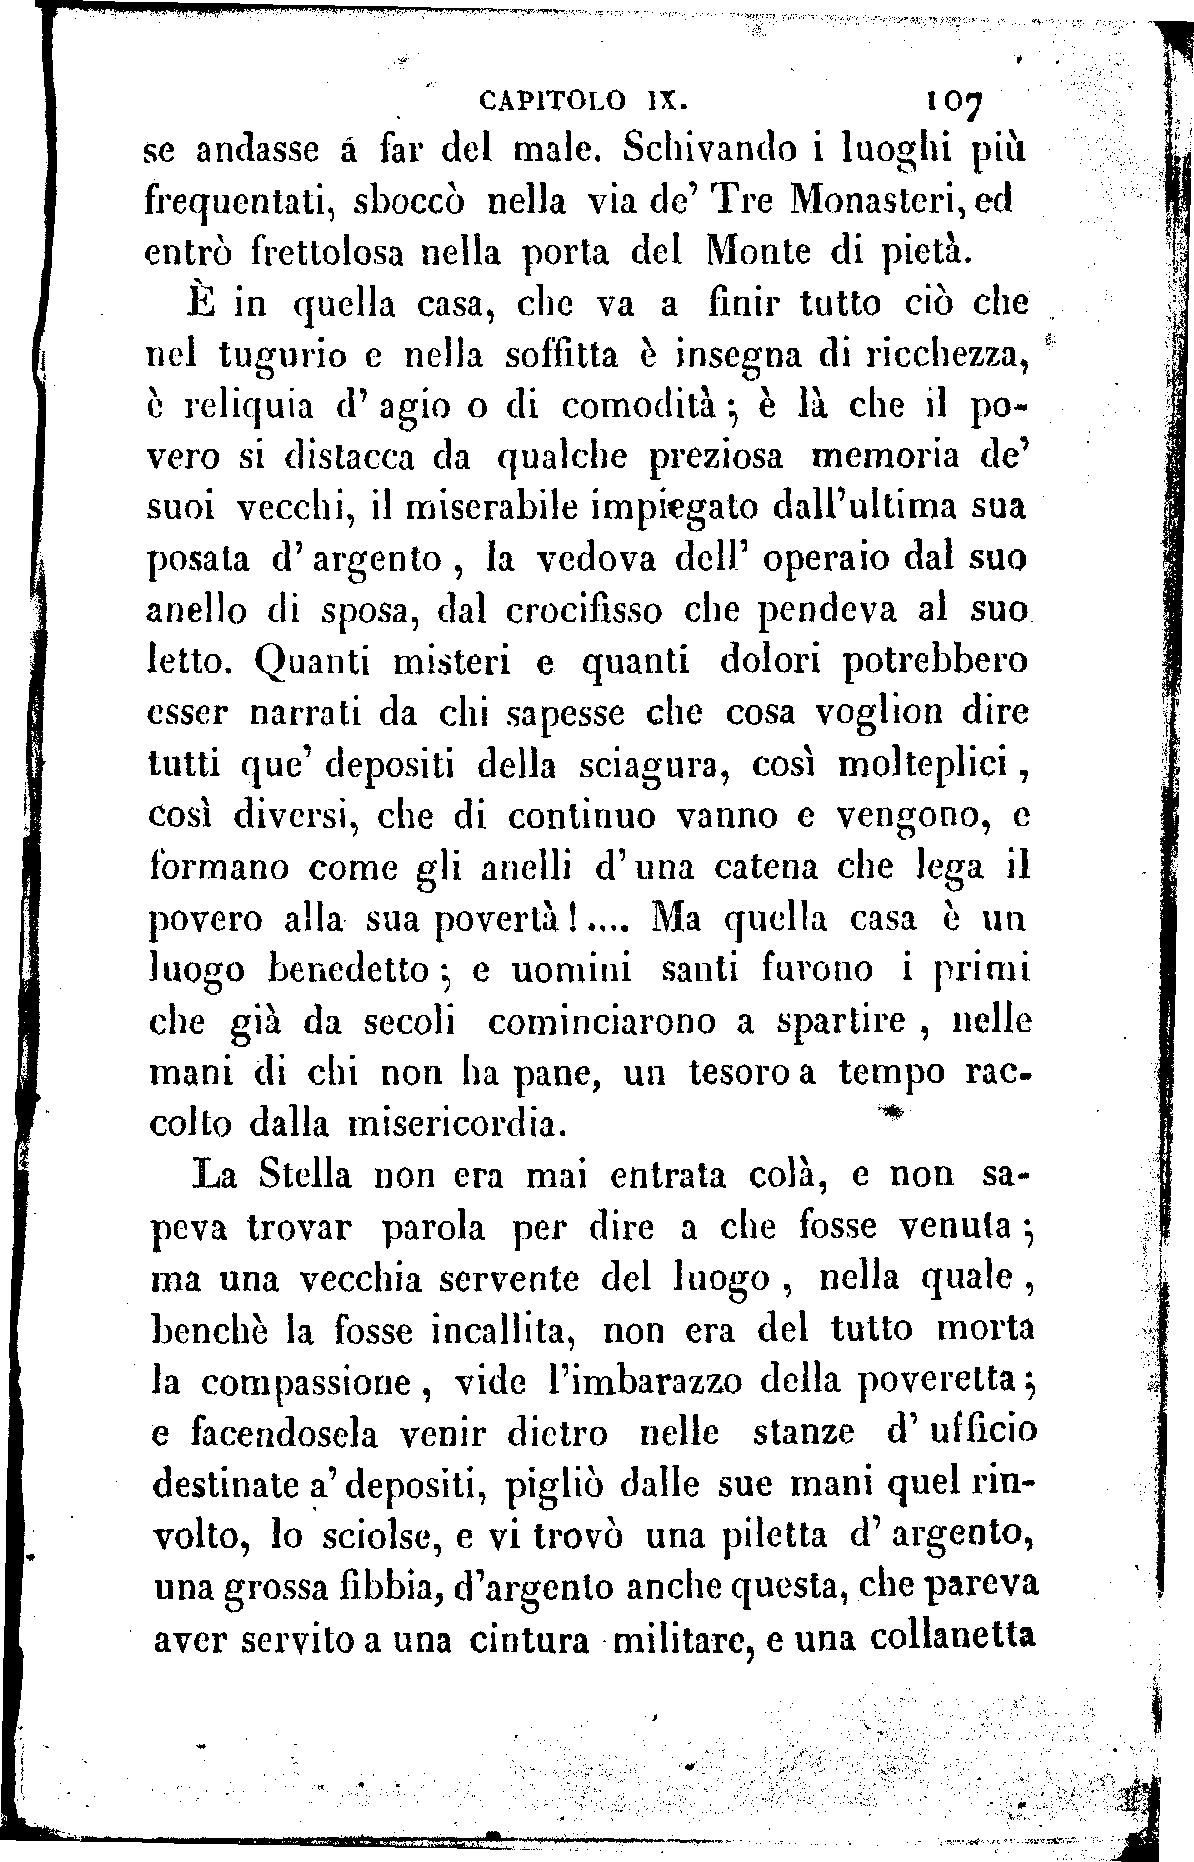 CAPITOLO IX. 107
se andasse á far del male. Schivando i luoghi più
frequentati, sboccò nella via de' Tre Monasteri, ed
entrò frettolosa nella porta del Monte di pietà.
È in quella casa, che va a finir tutto ciò che
nel tugurio e nella soffitta è insegna di ricchezza,
è reliquia d' agio o di comodità; è là che il po-
vero si distacca da qualche preziosa memoria de'
suoi vecchi, il miserabile impiegato dall'ultima sua
posata d' argento, la vedova dell' operaio dal suo
anello di sposa, dal crocifisso che pendeva al suo
letto. Quanti misteri e quanti dolori potrebbero
esser narrati da chi sapesse che cosa voglion dire
tutti que' depositi della sciagura, così molteplici,
così diversi, che di continuo vanno e vengono, e
formano come gli anelli d'una catena che lega il
povero alla sua povertà!.... Ma quella casa è un
luogo benedetto; e uomini santi furono i primi
che già da secoli cominciarono a spartire, nelle
mani di chi non ha pane, un tesoro a tempo rac-
colto dalla misericordia.
La Stella non era mai entrata colà, e non sa-
peva trovar parola per dire a che fosse venuta;
ma una vecchia servente del luogo, nella quale,
benchè la fosse incallita, non era del tutto morta
la compassione, vide l'imbarazzo della poveretta;
e facendosela venir dietro nelle stanze d' ufficio
destinate a' depositi, pigliò dalle sue mani quel rin-
volto, lo sciolse, e vi trovò una piletta d' argento,
una grossa fibbia, d'argento anche questa, che pareva
aver servito a una cintura militare, e una collanetta